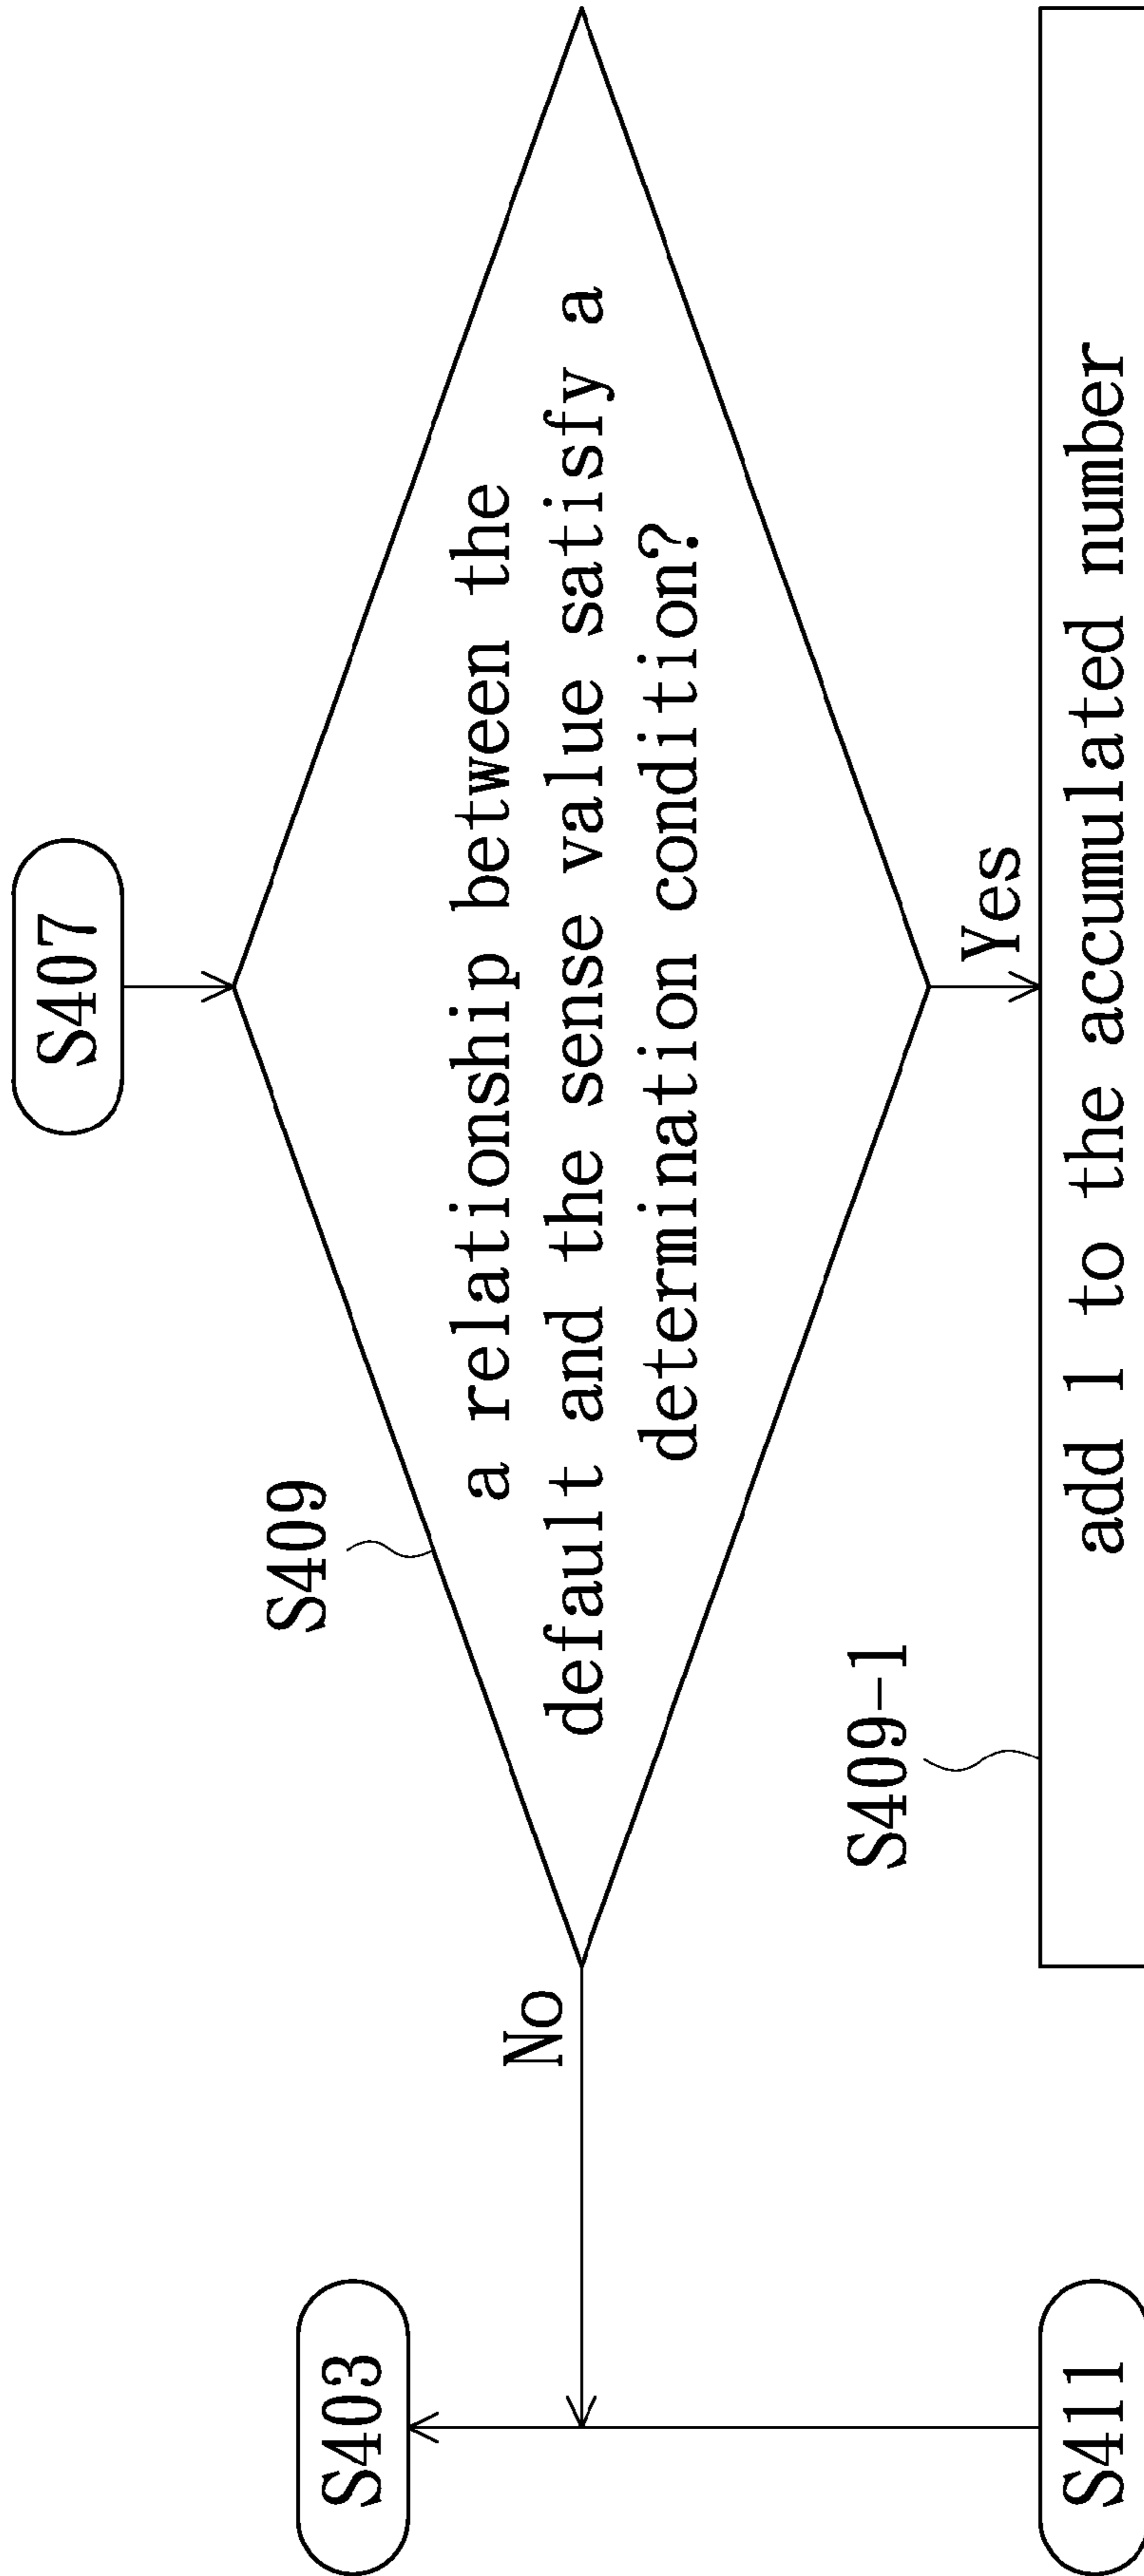 S407
S409
a relationship between the
default and the sense value satisfy a
determination condition?
No
Yes
S403
S409-1
add 1 to the accumulated number
S411